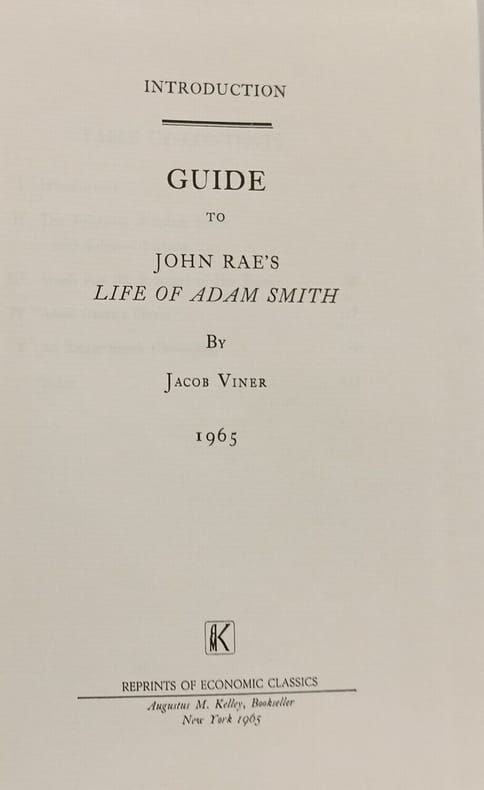 INTRODUCTION
GUIDE
TO
JOHN RAE'S
LIFE OF ADAM SMITH
By
Jacob Viner
1965
AMK
REPRINTS OF ECONOMIC CLASSICS
Augustus M. Kelley, Bookseller
New York 1965